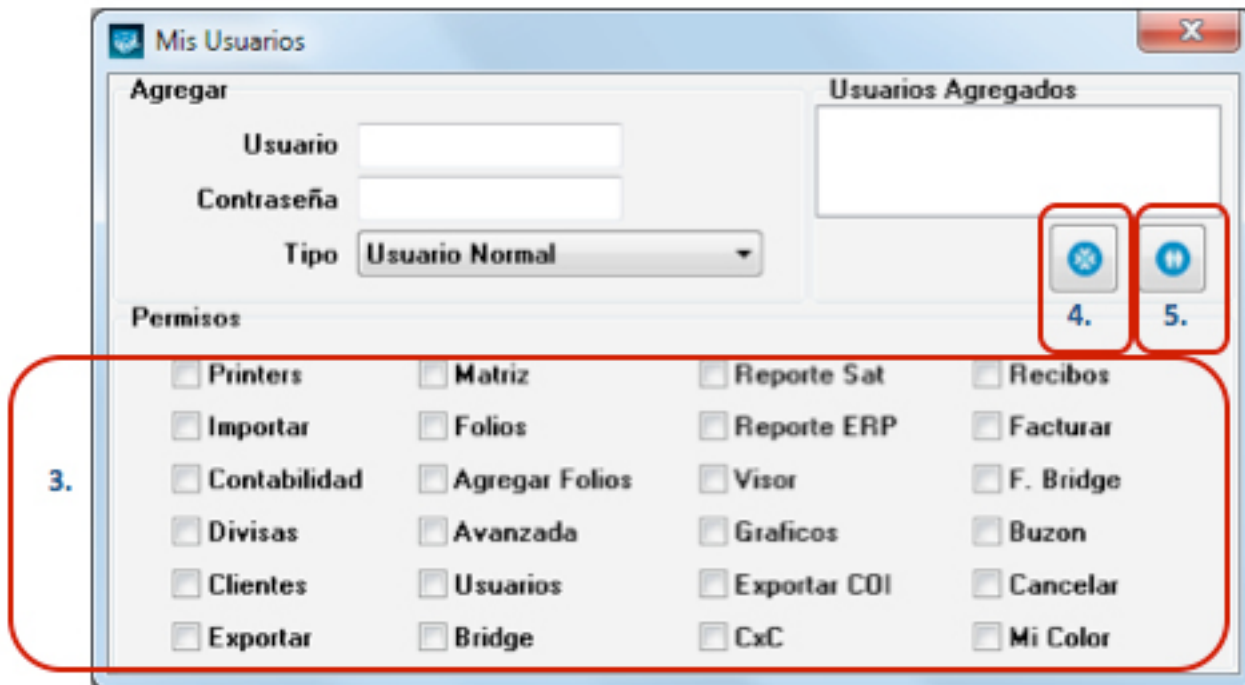 Mis Usuarios
Agregar
Usuario
Contraseña
Tipo Usuario Normal
Usuarios Agregados
4. 5.
Permisos
3.
Printers Matriz Reporte Sat Recibos
Importar Folios Reporte ERP Facturar
Contabilidad Agregar Folios Visor F. Bridge
Divisas Avanzada Graficos Buzon
Clientes Usuarios Exportar COI Cancelar
Exportar Bridge CxC Mi Color